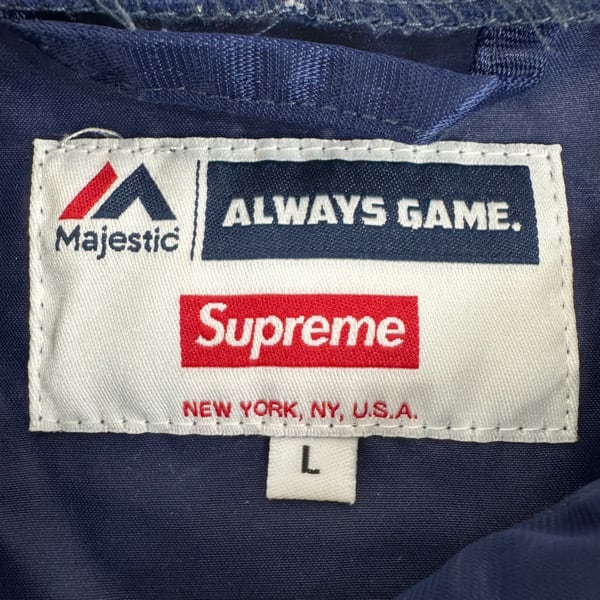 Majestic
ALWAYS GAME.
Supreme
NEW YORK, NY, U.S.A.
L